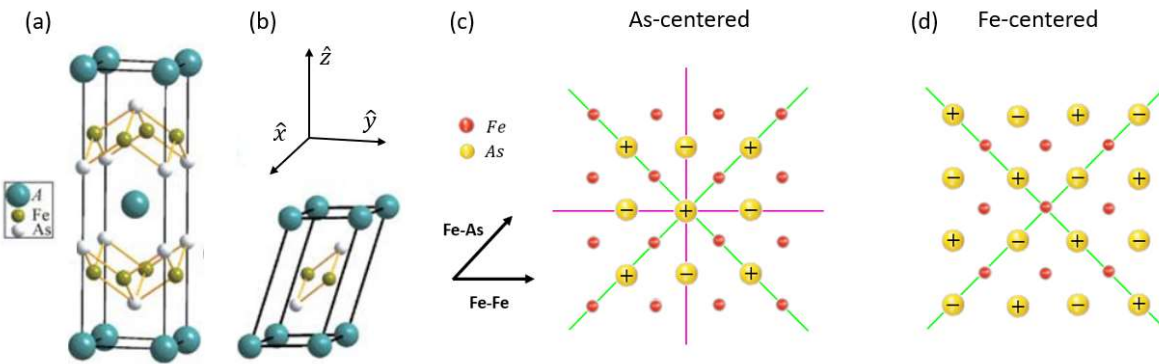 (a)
A
Fe
As
(b)
ẑ
x̂
ŷ
(c)
As-centered
Fe
As
Fe-As
Fe-Fe
+ − +
− + −
+ − +
(d)
Fe-centered
+ − + −
− + − +
+ − + −
− + − +